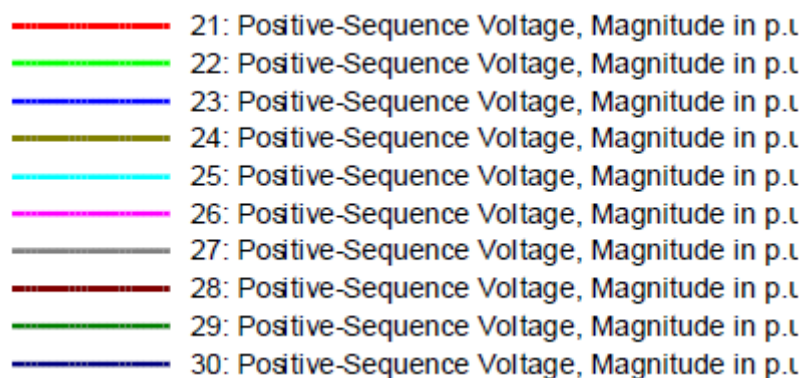 21: Positive-Sequence Voltage, Magnitude in p.u
22: Positive-Sequence Voltage, Magnitude in p.u
23: Positive-Sequence Voltage, Magnitude in p.u
24: Positive-Sequence Voltage, Magnitude in p.u
25: Positive-Sequence Voltage, Magnitude in p.u
26: Positive-Sequence Voltage, Magnitude in p.u
27: Positive-Sequence Voltage, Magnitude in p.u
28: Positive-Sequence Voltage, Magnitude in p.u
29: Positive-Sequence Voltage, Magnitude in p.u
30: Positive-Sequence Voltage, Magnitude in p.u